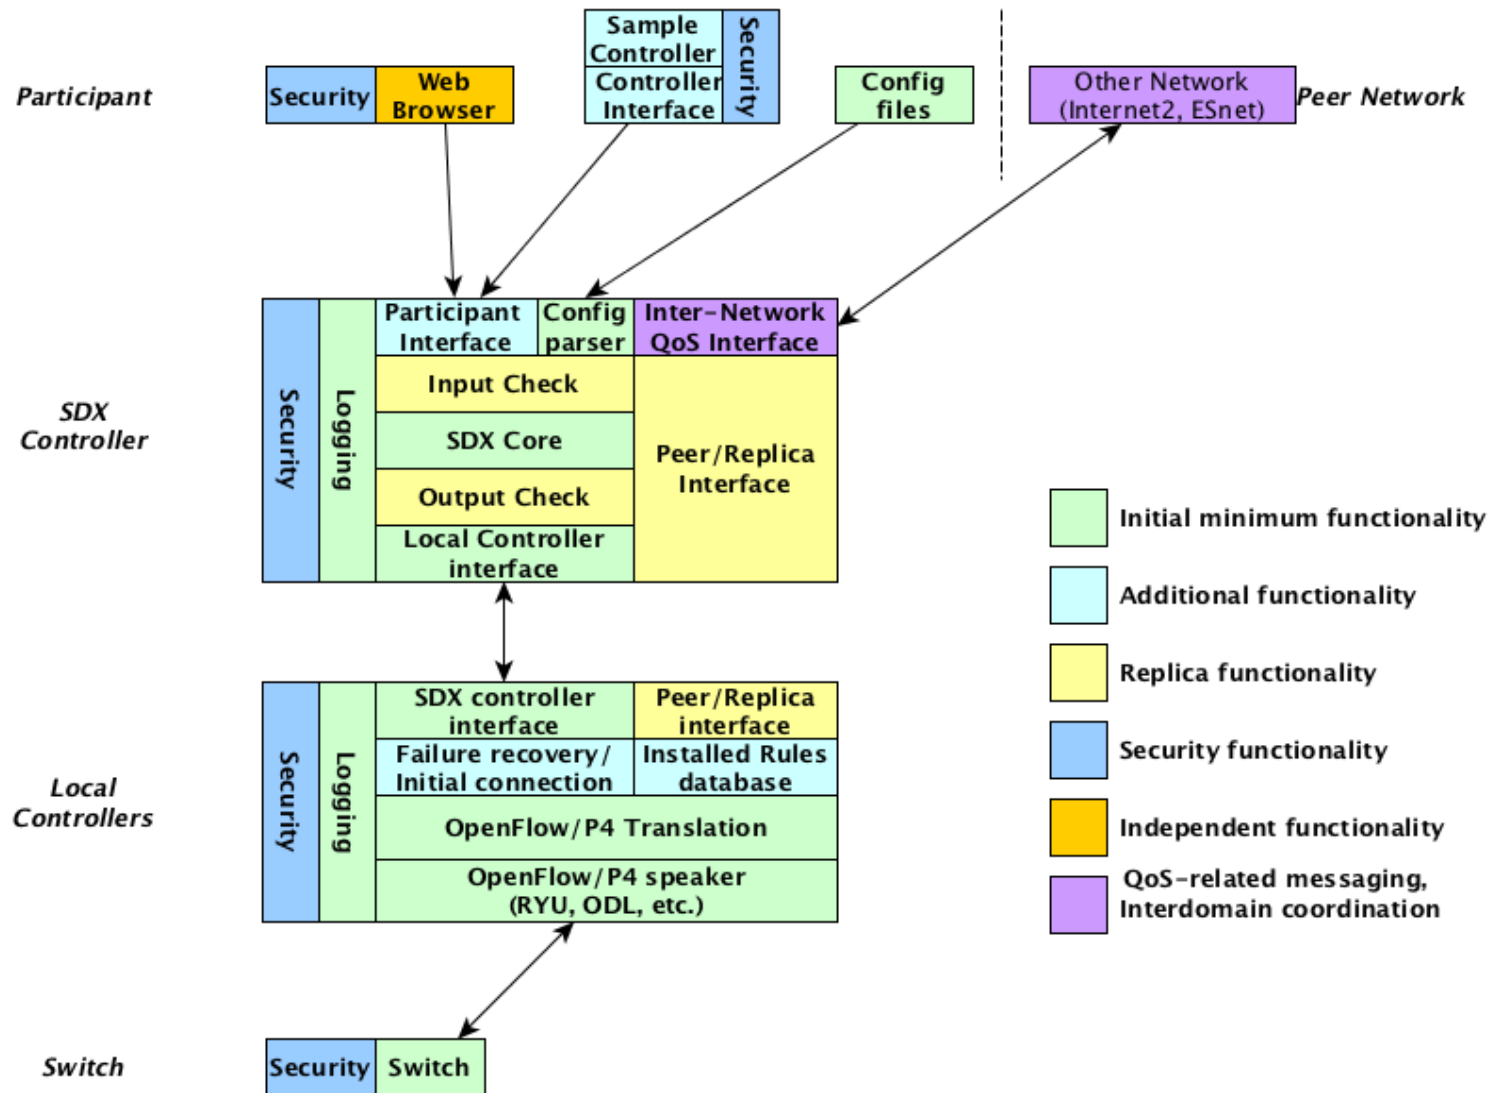 Participant
Security
Web
Browser
Sample
Controller
Controller
Interface
Security
Config
files
Other Network
(Internet2, ESnet)
Peer Network
SDX
Controller
Security
Logging
Participant
Interface
Config
parser
Inter-Network
QoS Interface
Input Check
SDX Core
Output Check
Local Controller
interface
Peer/Replica
Interface
Initial minimum functionality
Additional functionality
Replica functionality
Security functionality
Independent functionality
QoS-related messaging,
Interdomain coordination
Local
Controllers
Security
Logging
SDX controller
interface
Peer/Replica
interface
Failure recovery/
Initial connection
Installed Rules
database
OpenFlow/P4 Translation
OpenFlow/P4 speaker
(RYU, ODL, etc.)
Switch
Security
Switch